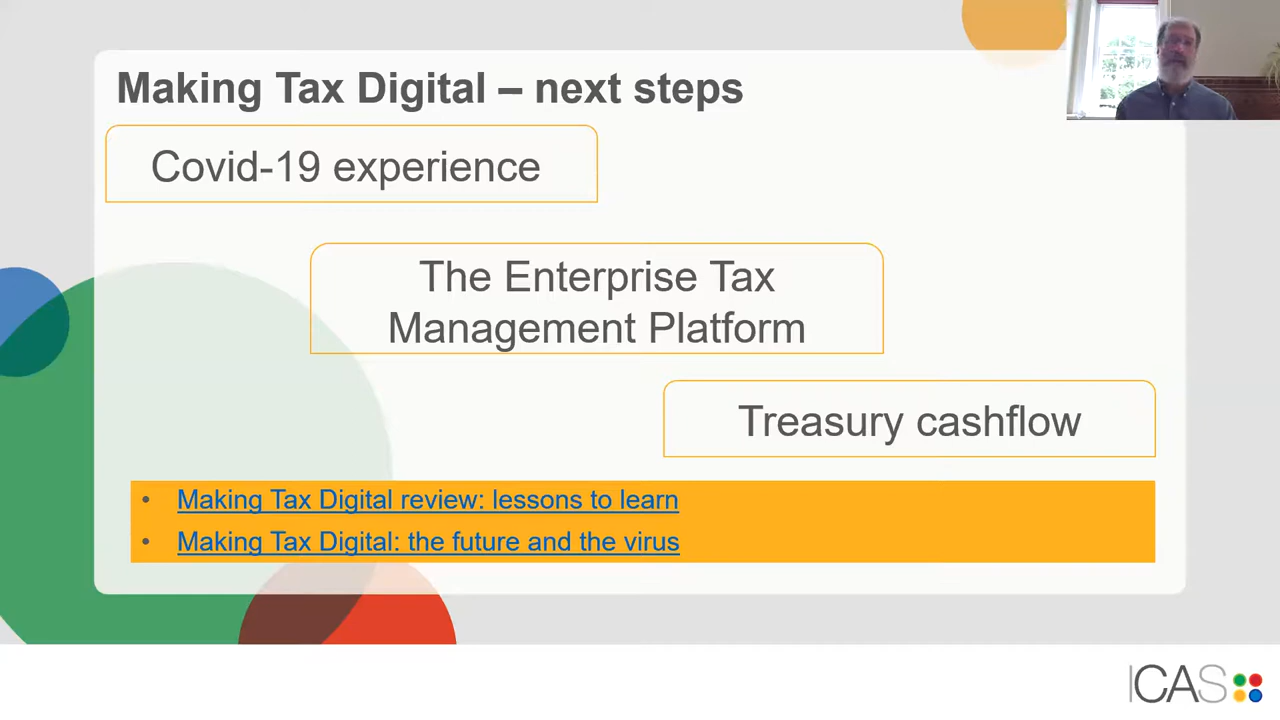 Making Tax Digital – next steps
Covid-19 experience
The Enterprise Tax
Management Platform
Treasury cashflow
• Making Tax Digital review: lessons to learn
• Making Tax Digital: the future and the virus
ICAS